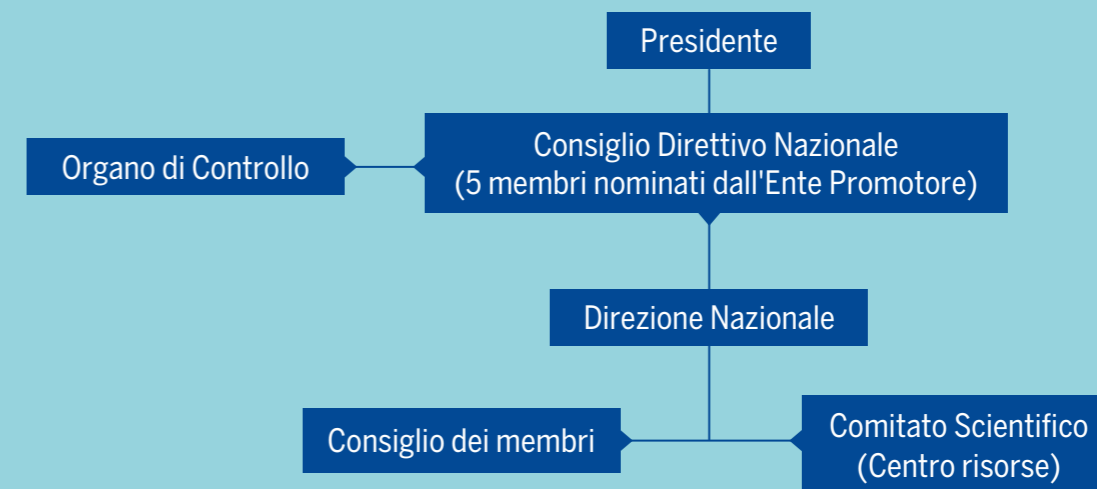 Presidente
Consiglio Direttivo Nazionale
(5 membri nominati dall'Ente Promotore)
Organo di Controllo
Direzione Nazionale
Consiglio dei membri
Comitato Scientifico
(Centro risorse)